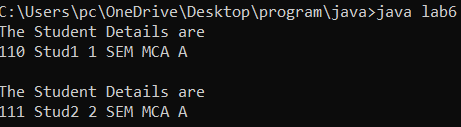 C:\Users\pc\OneDrive\Desktop\program\java>java lab6
The Student Details are
110 Stud1 1 SEM MCA A
The Student Details are
111 Stud2 2 SEM MCA A